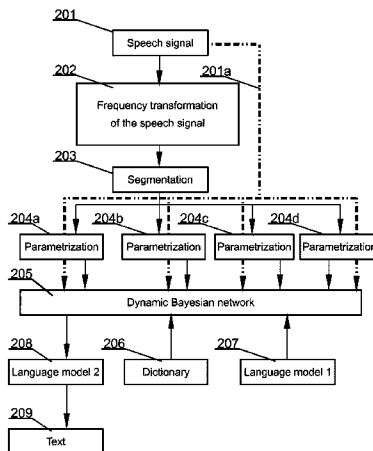 201
Speech signal
202
201a
Frequency transformation
of the speech signal
203
Segmentation
204a 204b 204c 204d
Parametrization Parametrization Parametrization Parametrization
205
Dynamic Bayesian network
208 206 207
Language model 2 Dictionary Language model 1
209
Text